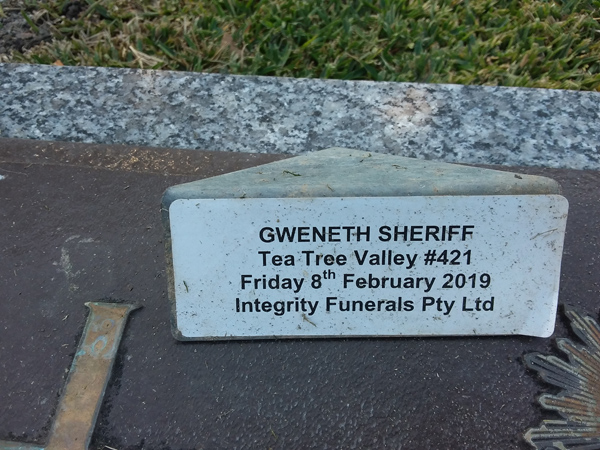 GWENETH SHERIFF
Tea Tree Valley #421
Friday 8th February 2019
Integrity Funerals Pty Ltd